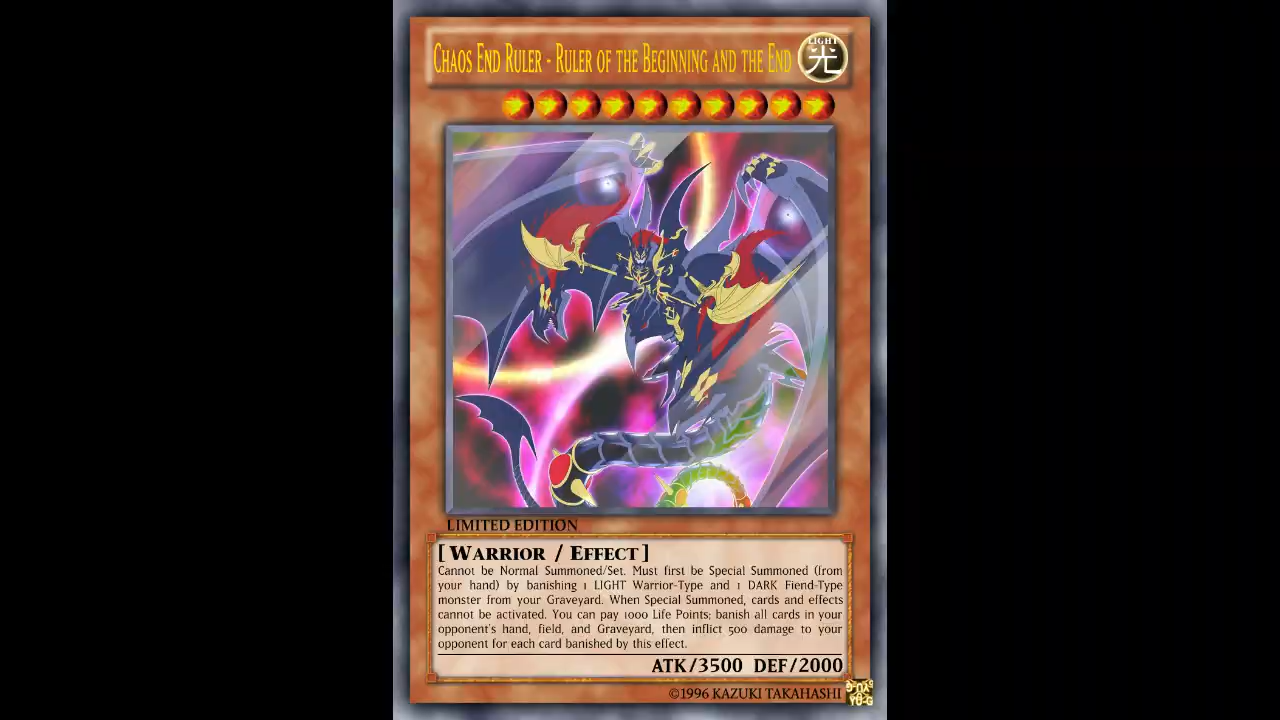 Chaos End Ruler - Ruler of the Beginning and the End
LIGHT
光
LIMITED EDITION
[ Warrior / Effect ]
Cannot be Normal Summoned/Set. Must first be Special Summoned (from
your hand) by banishing 1 LIGHT Warrior-Type and 1 DARK Fiend-Type
monster from your Graveyard. When Special Summoned, cards and effects
cannot be activated. You can pay 1000 Life Points; banish all cards in your
opponent's hand, field, and Graveyard, then inflict 500 damage to your
opponent for each card banished by this effect.
ATK/3500 DEF/2000
©1996 KAZUKI TAKAHASHI